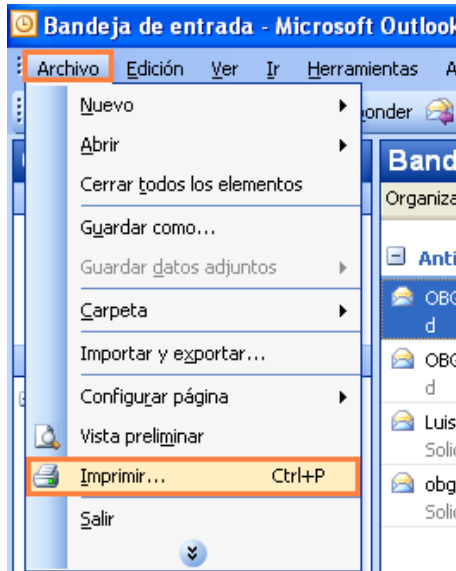 Bandeja de entrada - Microsoft Outlook
Archivo Edición Ver Ir Herramientas
Nuevo
Abrir
Cerrar todos los elementos
Guardar como...
Guardar datos adjuntos
Carpeta
Importar y exportar...
Configurar página
Vista preliminar
Imprimir... Ctrl+P
Salir
onder
Band
Organiza
Anti
OBG
d
OBG
d
Luis
Solic
obg
Solic